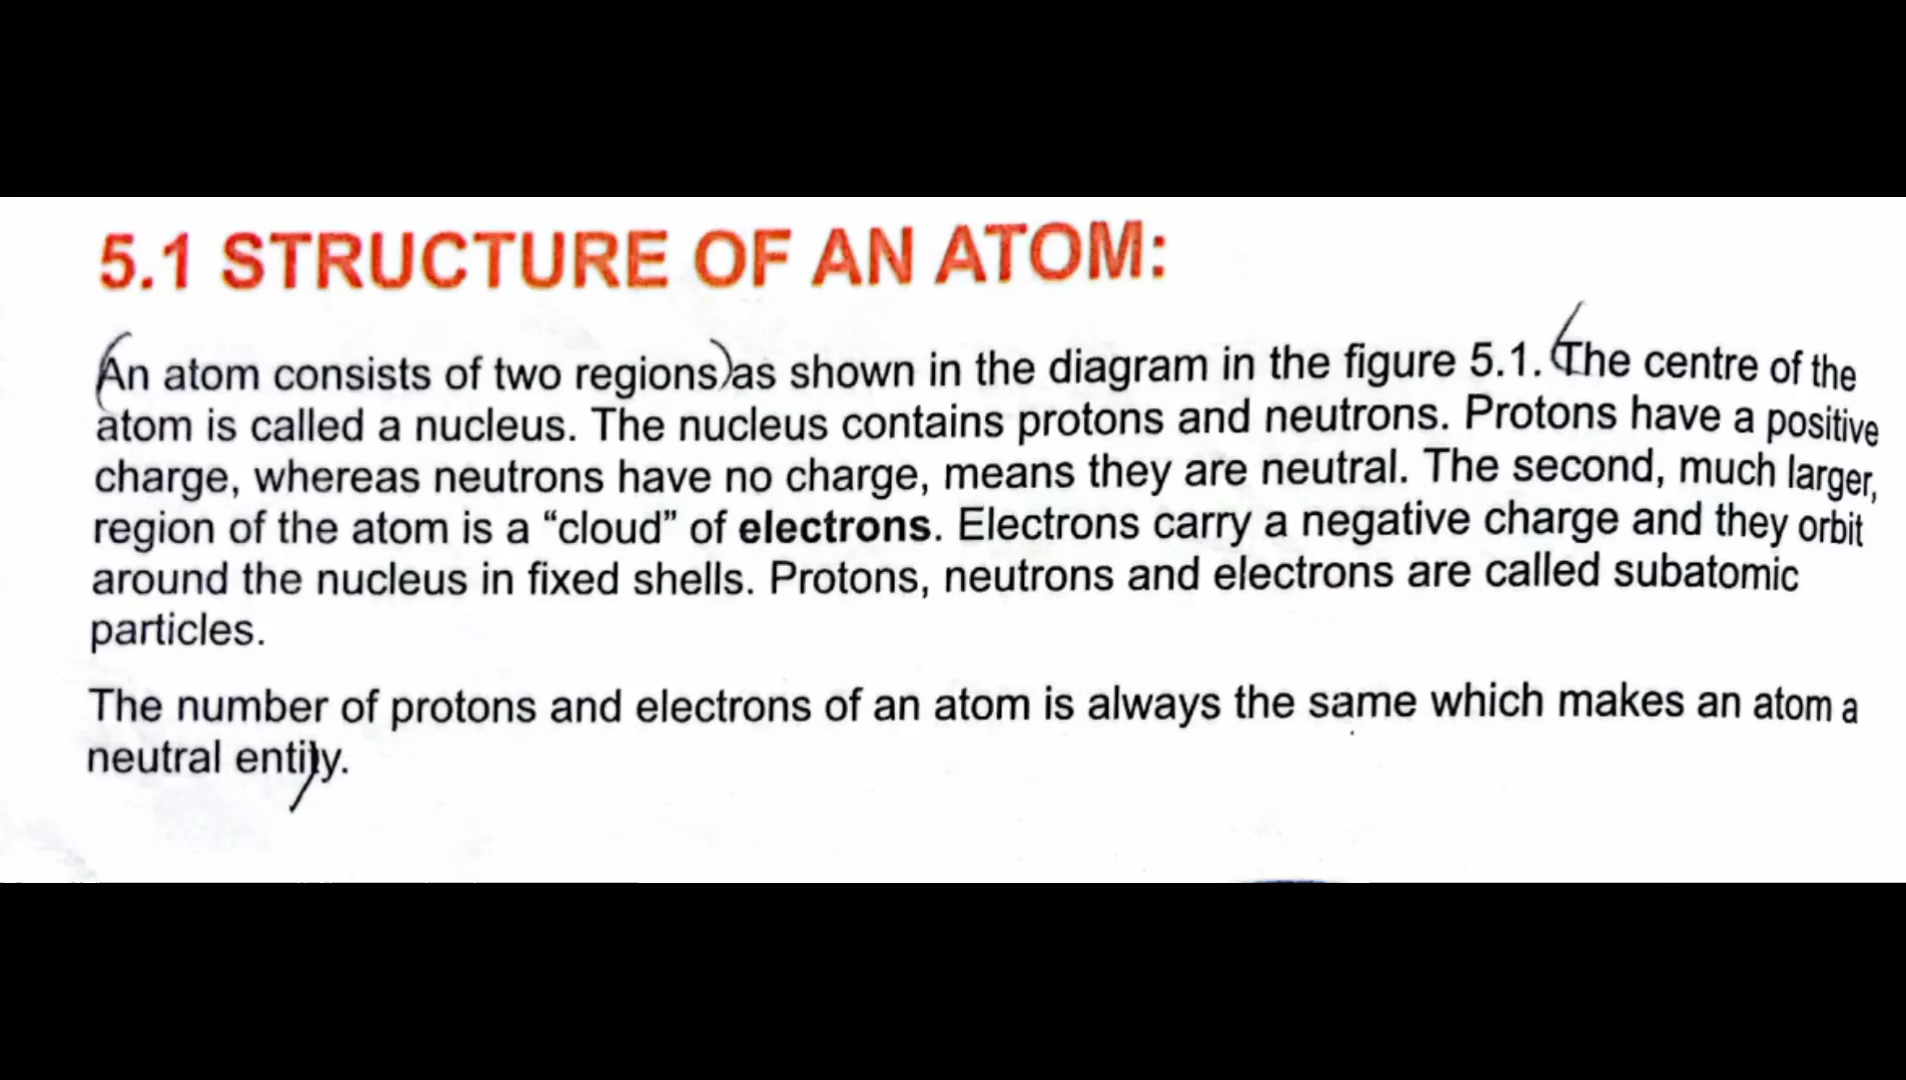 5.1 STRUCTURE OF AN ATOM:
(An atom consists of two regions) as shown in the diagram in the figure 5.1. (The centre of the
atom is called a nucleus. The nucleus contains protons and neutrons. Protons have a positive
charge, whereas neutrons have no charge, means they are neutral. The second, much larger,
region of the atom is a “cloud” of electrons. Electrons carry a negative charge and they orbit
around the nucleus in fixed shells. Protons, neutrons and electrons are called subatomic
particles.
The number of protons and electrons of an atom is always the same which makes an atom a
neutral entity.)